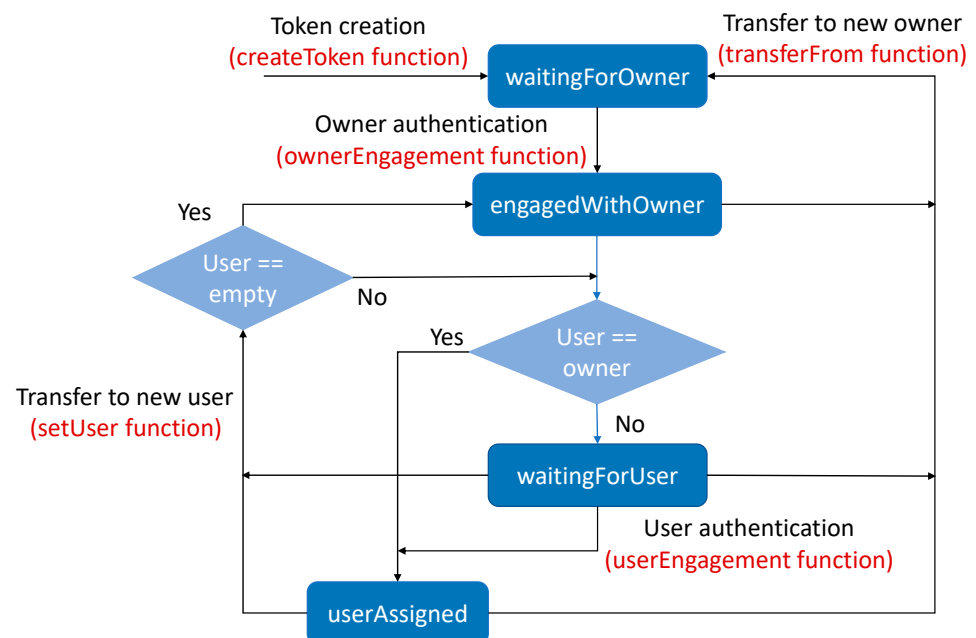 Token creation
(createToken function)
Transfer to new owner
(transferFrom function)
waitingForOwner
Owner authentication
(ownerEngagement function)
engagedWithOwner
Yes
User ==
empty
No
Yes
User ==
owner
Transfer to new user
(setUser function)
No
waitingForUser
User authentication
(userEngagement function)
userAssigned